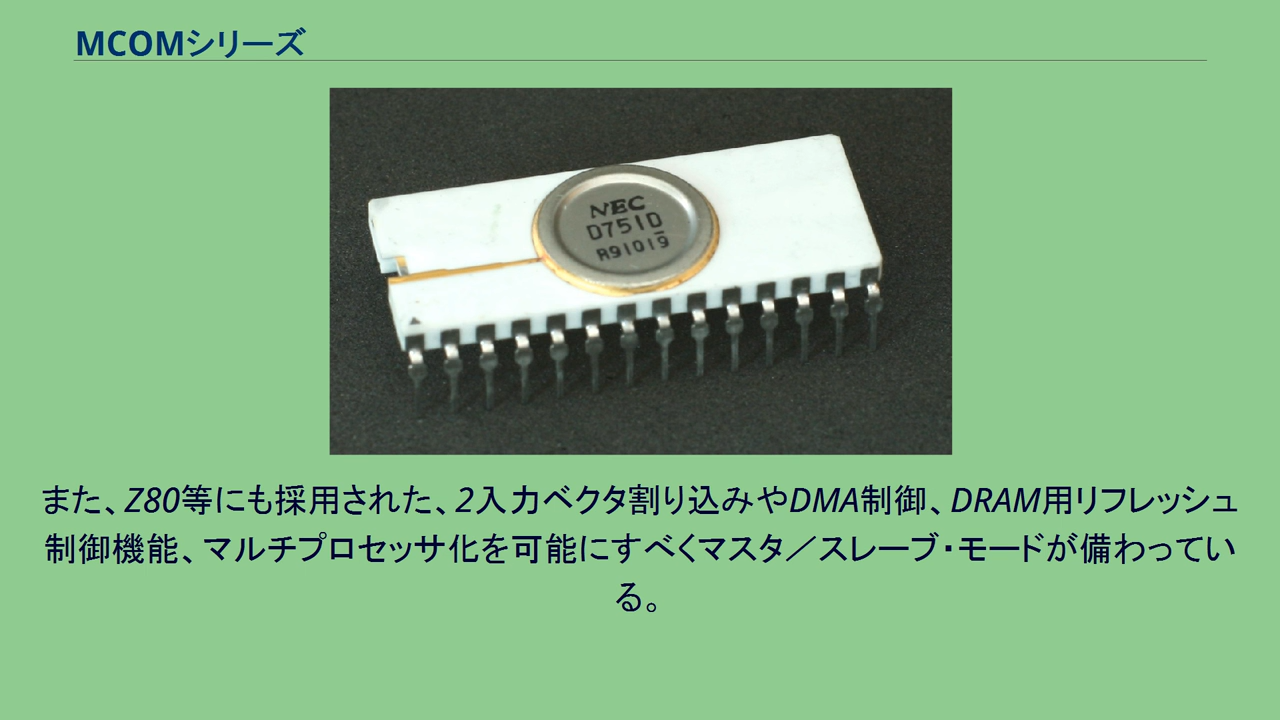 MCOMシリーズ
NEC
D751D
R91019
また、Z80等にも採用された、2入力ベクタ割り込みやDMA制御、DRAM用リフレッシュ
制御機能、マルチプロセッサ化を可能にすべくマスタ／スレーブ・モードが備わってい
る。